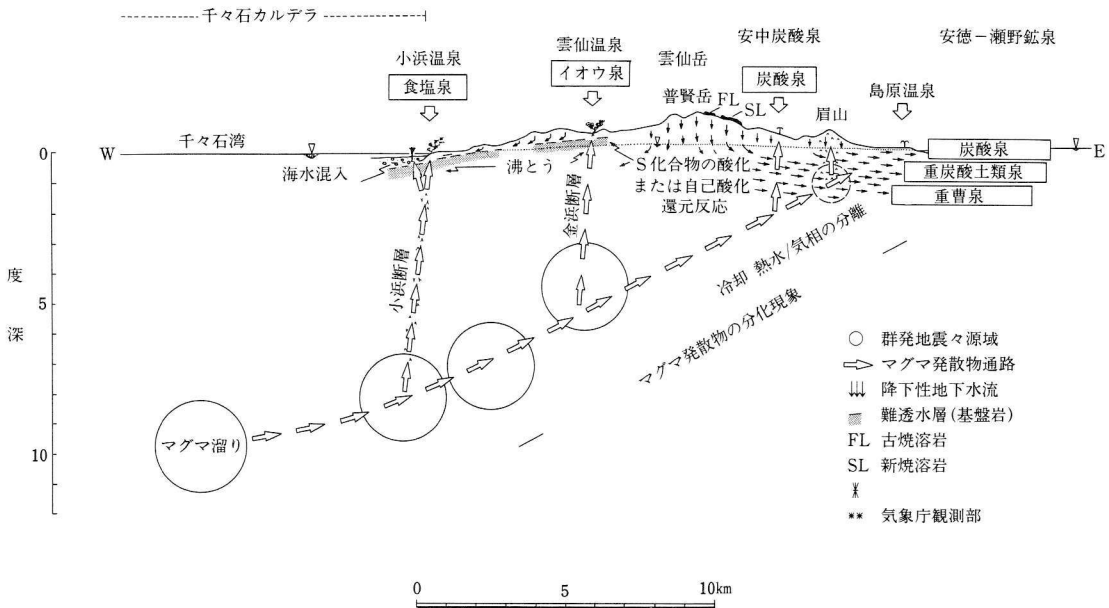 千々石カルデラ
小浜温泉
食塩泉
雲仙温泉
イオウ泉
雲仙岳
安中炭酸泉
炭酸泉
安徳－瀬野鉱泉
島原温泉
普賢岳
FL
SL
眉山
千々石湾
W
E
0
海水混入
沸とう
S化合物の酸化
または自己酸化
還元反応
炭酸泉
重炭酸土類泉
重曹泉
小浜断層
金浜断層
冷却 熱水/気相の分離
マグマ発散物の分化現象
度
深
5
10
マグマ溜り
群発地震々源域
マグマ発散物通路
降下性地下水流
難透水層(基盤岩)
FL 古焼溶岩
SL 新焼溶岩
気象庁観測部
0 5 10km